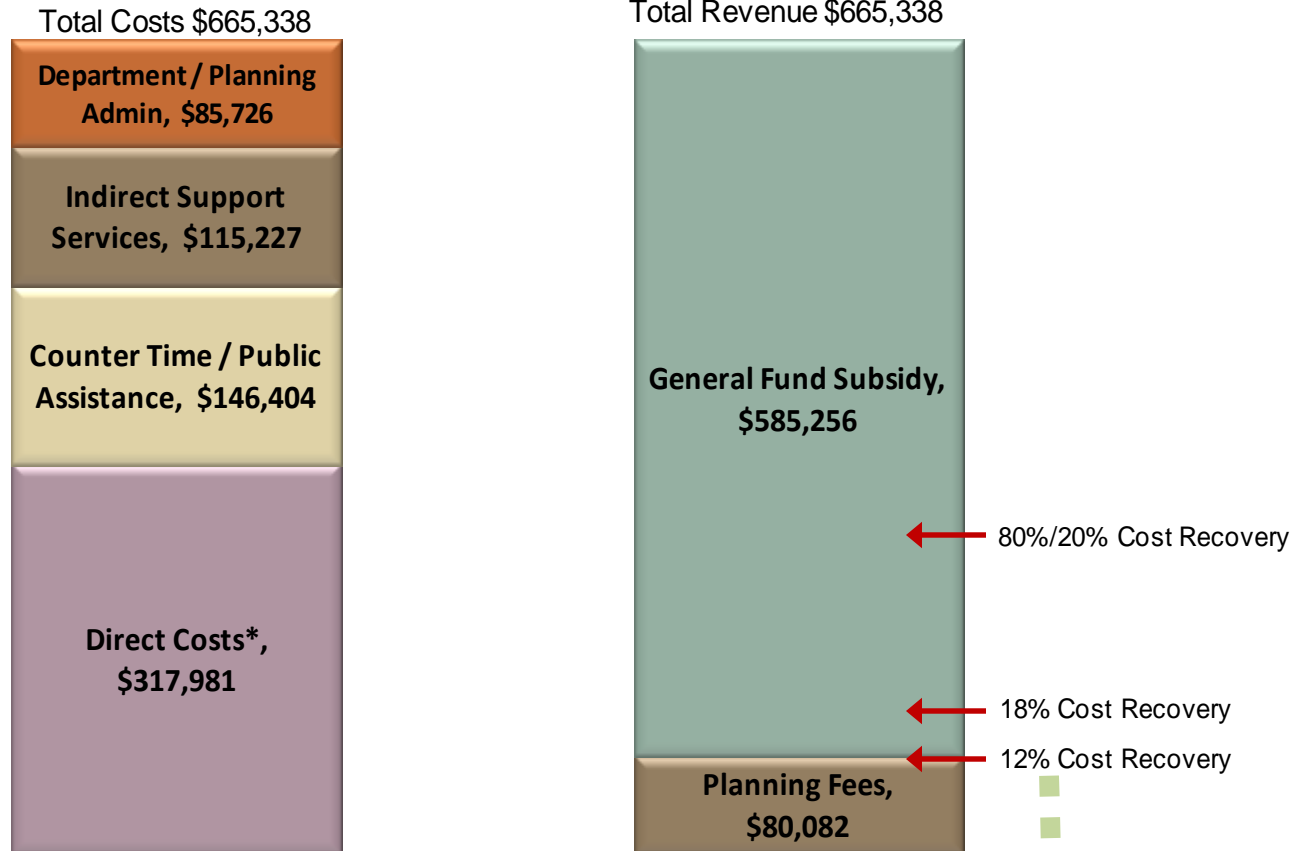 Total Costs $665,338
Department / Planning
Admin, $85,726
Indirect Support
Services, $115,227
Counter Time / Public
Assistance, $146,404
Direct Costs*,
$317,981
Total Revenue $665,338
General Fund Subsidy,
$585,256
80%/20% Cost Recovery
18% Cost Recovery
12% Cost Recovery
Planning Fees,
$80,082